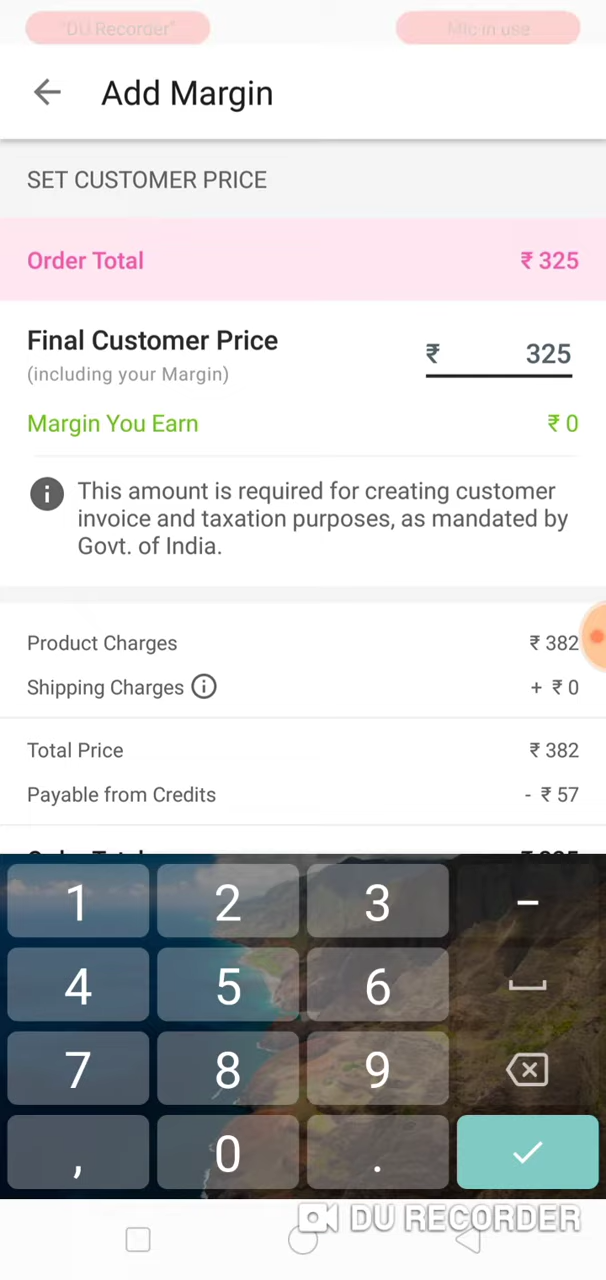 "DU Recorder" Mic in use
Add Margin
SET CUSTOMER PRICE
Order Total ₹ 325
Final Customer Price ₹ 325
(including your Margin)
Margin You Earn ₹ 0
This amount is required for creating customer
invoice and taxation purposes, as mandated by
Govt. of India.
Product Charges ₹ 382
Shipping Charges + ₹ 0
Total Price ₹ 382
Payable from Credits - ₹ 57
1 2 3 –
4 5 6
7 8 9
, 0 .
DU RECORDER